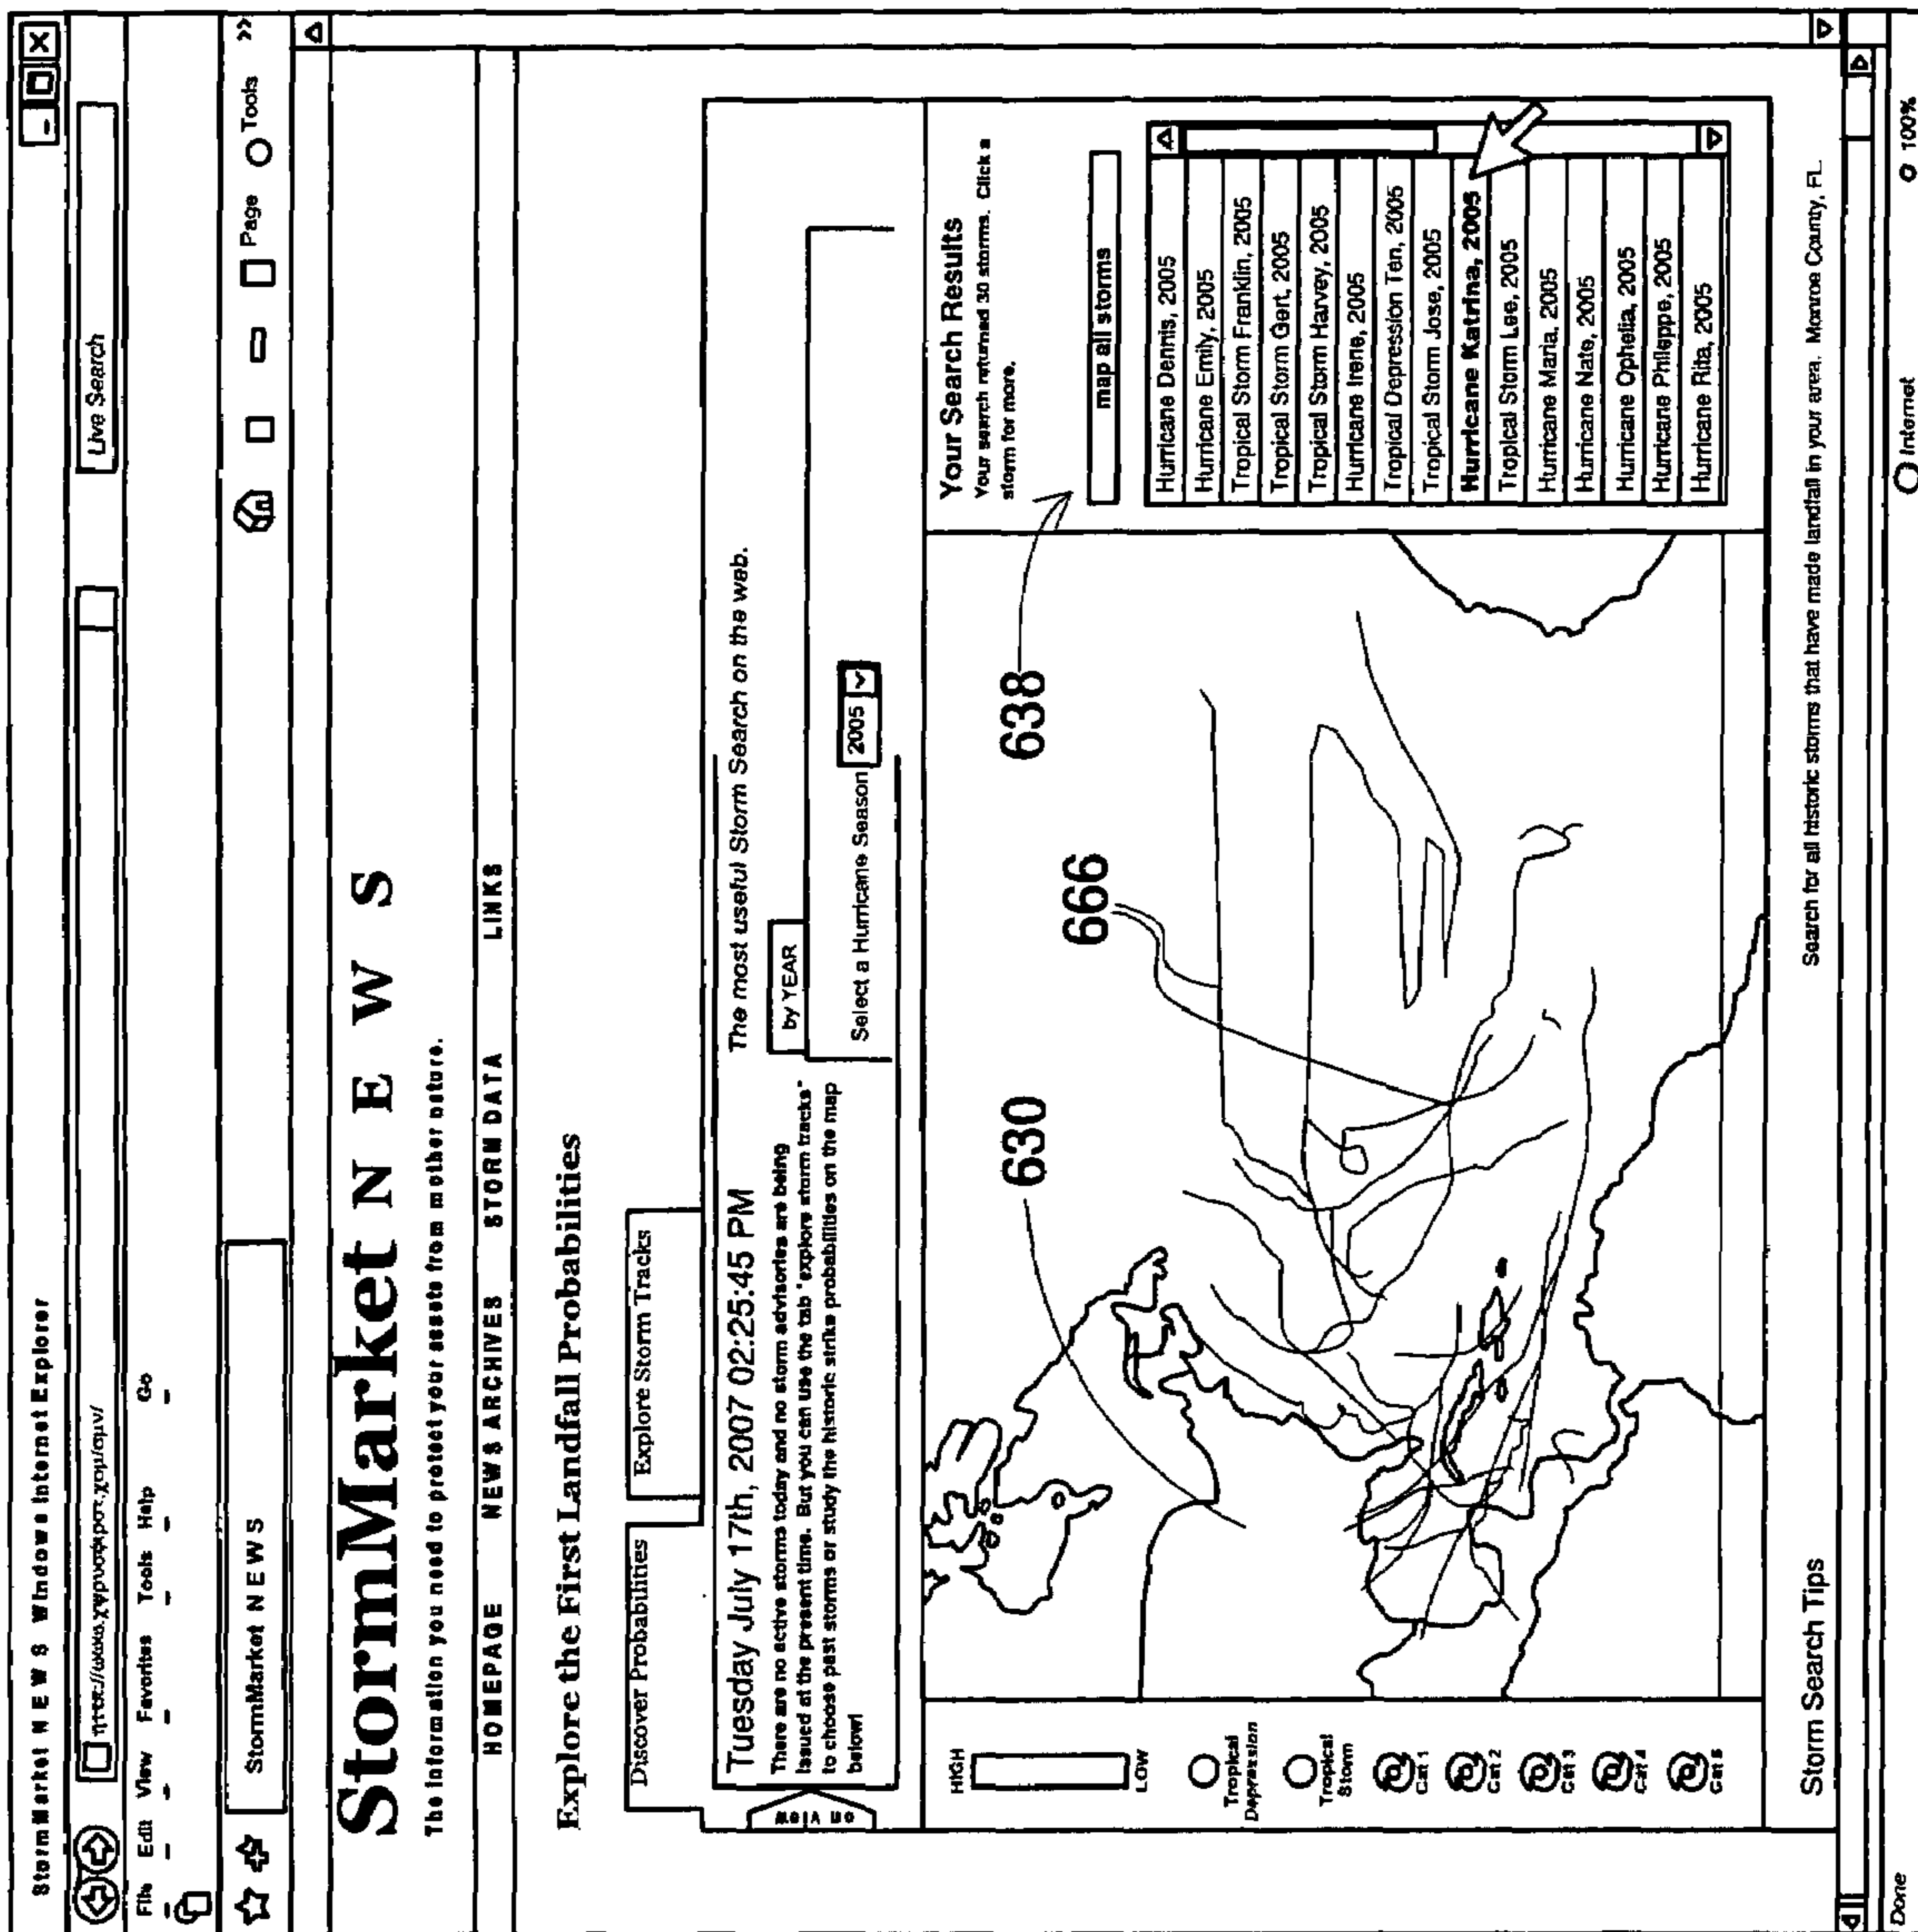 StormMarket N E W S Windows Internet Explorer
ηττπ://ωωω.χψρυσφροτ.χομ/σμν/
Live Search
File Edit View Favorites Tools Help Go
StormMarket N E W S
Page
Tools
»
StormMarket N E W S
The information you need to protect your assets from mother nature.
HOMEPAGE NEWS ARCHIVES STORM DATA LINKS
Explore the First Landfall Probabilities
Discover Probabilities
Explore Storm Tracks
Tuesday July 17th, 2007 02:25:45 PM
The most useful Storm Search on the web.
There are no active storms today and no storm advisories are being
issued at the present time. But you can use the tab "explore storm tracks"
to choose past storms or study the historic strike probabilities on the map
below!
by YEAR
Select a Hurricane Season 2005
HIGH
LOW
Tropical
Depression
Tropical
Storm
Cat 1
Cat 2
Cat 3
Cat 4
Cat 5
630
666
638
Your Search Results
Your search returned 30 storms. Click a
storm for more.
map all storms
Hurricane Dennis, 2005
Hurricane Emily, 2005
Tropical Storm Franklin, 2005
Tropical Storm Gert, 2005
Tropical Storm Harvey, 2005
Hurricane Irene, 2005
Tropical Depression Ten, 2005
Tropical Storm Jose, 2005
Hurricane Katrina, 2005
Tropical Storm Lee, 2005
Hurricane Maria, 2005
Hurricane Nate, 2005
Hurricane Ophelia, 2005
Hurricane Philippe, 2005
Hurricane Rita, 2005
Storm Search Tips
Search for all historic storms that have made landfall in your area. Monroe County, FL.
Done
Internet
100%